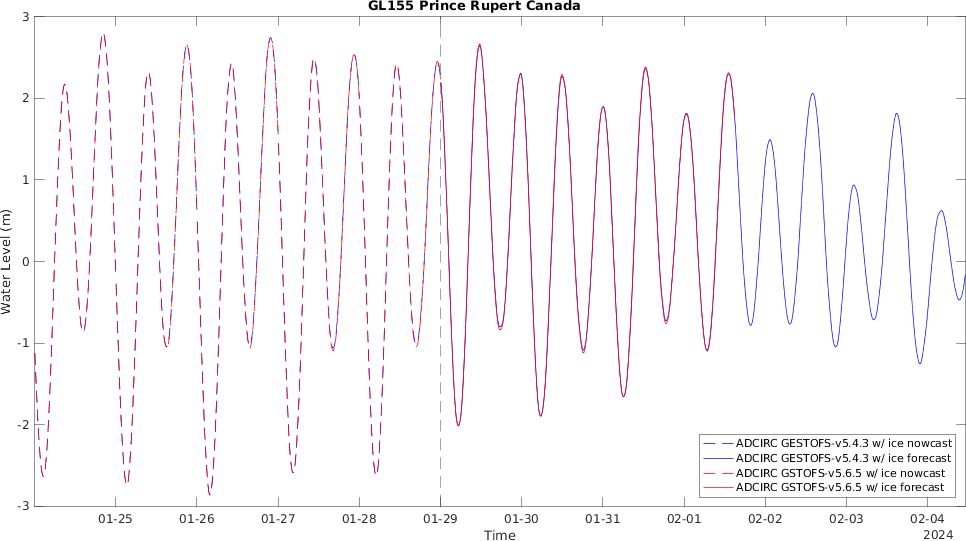 GL155 Prince Rupert Canada
3
2
1
0
-1
-2
-3
Water Level (m)
ADCIRC GESTOFS-v5.4.3 w/ ice nowcast
ADCIRC GESTOFS-v5.4.3 w/ ice forecast
ADCIRC GSTOFS-v5.6.5 w/ ice nowcast
ADCIRC GSTOFS-v5.6.5 w/ ice forecast
01-25 01-26 01-27 01-28 01-29 01-30 01-31 02-01 02-02 02-03 02-04
Time 2024